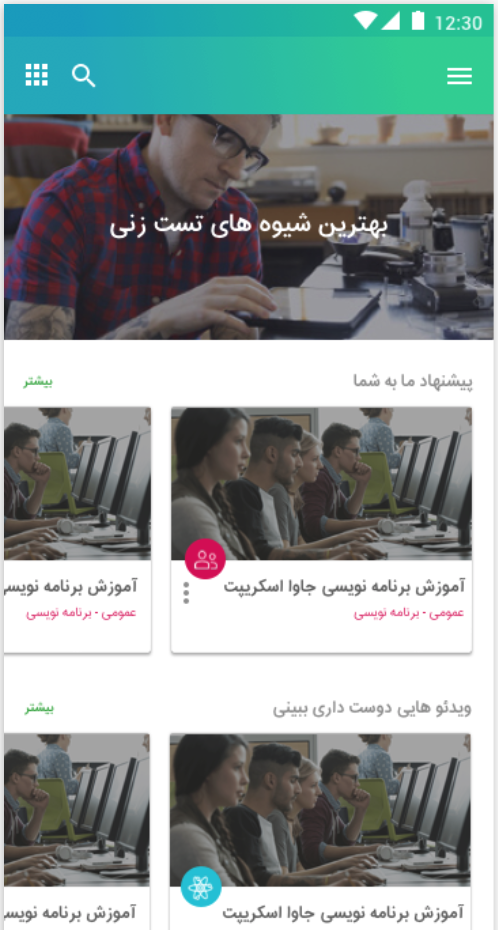 12:30
بهترین شیوه های تست زنی
پیشنهاد ما به شما
بیشتر
آموزش برنامه نویسی جاوا اسکریپت
عمومی - برنامه نویسی
آموزش برنامه نویسی
عمومی - برنامه نویسی
ویدئو هایی دوست داری ببینی
بیشتر
آموزش برنامه نویسی جاوا اسکریپت
آموزش برنامه نویسی